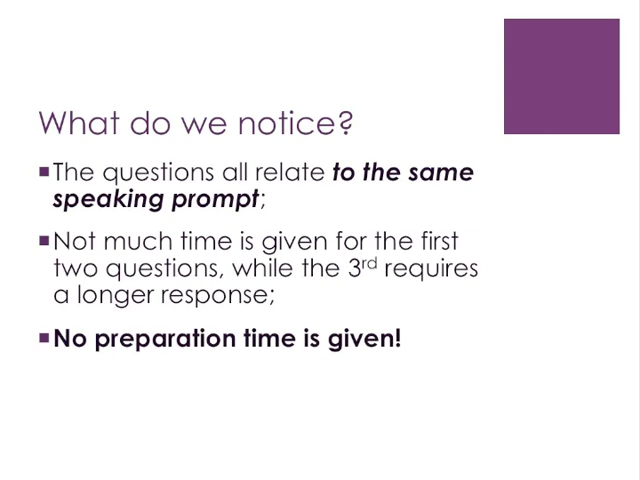 What do we notice?
The questions all relate to the same
speaking prompt;
Not much time is given for the first
two questions, while the 3rd requires
a longer response;
No preparation time is given!